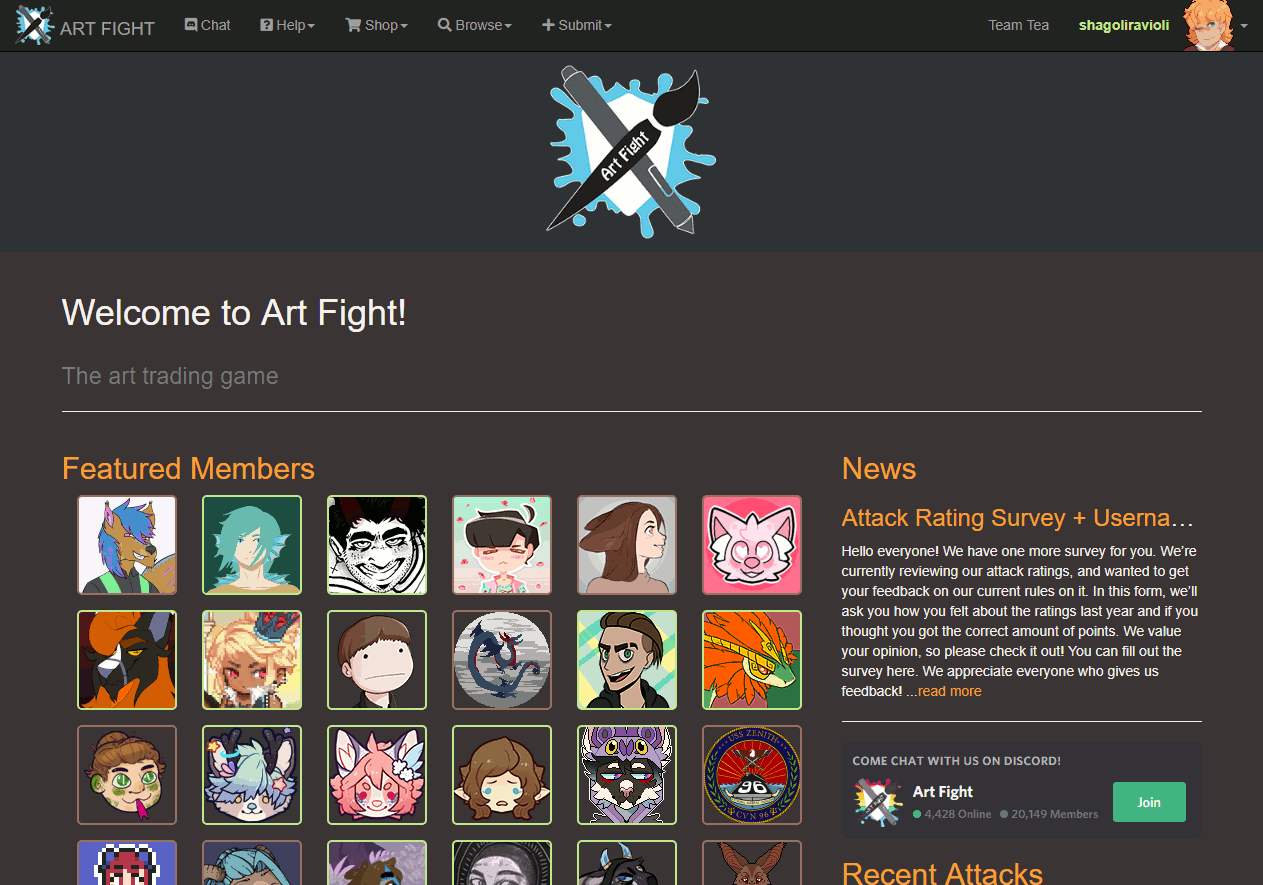 ART FIGHT
Chat
Help
Shop
Browse
Submit
Team Tea
shagoliravioli
Art Fight
Welcome to Art Fight!
The art trading game
Featured Members
USS ZENITH
96
CVN 96
News
Attack Rating Survey + Userna...
Hello everyone! We have one more survey for you. We're
currently reviewing our attack ratings, and wanted to get
your feedback on our current rules on it. In this form, we'll
ask you how you felt about the ratings last year and if you
thought you got the correct amount of points. We value
your opinion, so please check it out! You can fill out the
survey here. We appreciate everyone who gives us
feedback! ...read more
COME CHAT WITH US ON DISCORD!
Art Fight
4,428 Online 20,149 Members
Join
Recent Attacks